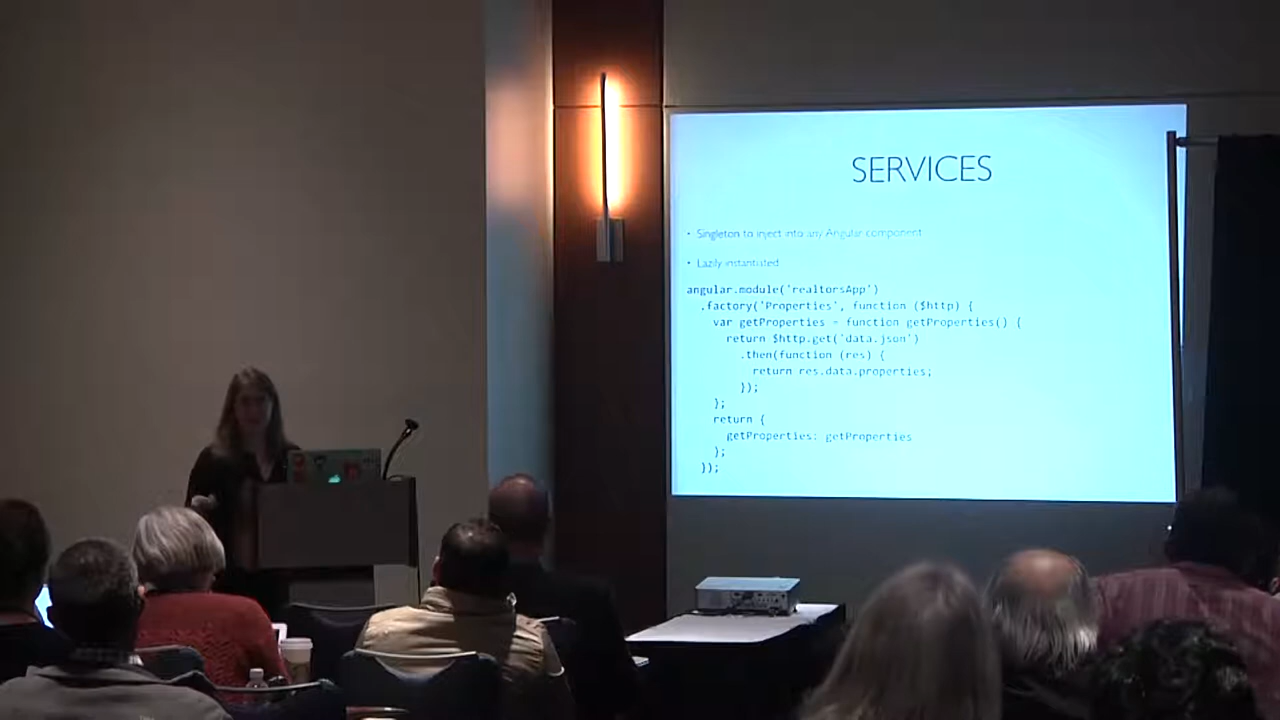 SERVICES
• Singleton to inject into any Angular component
• Lazily instantiated
angular.module('realtorsApp')
.factory('Properties', function ($http) {
var getProperties = function getProperties() {
return $http.get('data.json')
.then(function (res) {
return res.data.properties;
});
};
return {
getProperties: getProperties
};
});